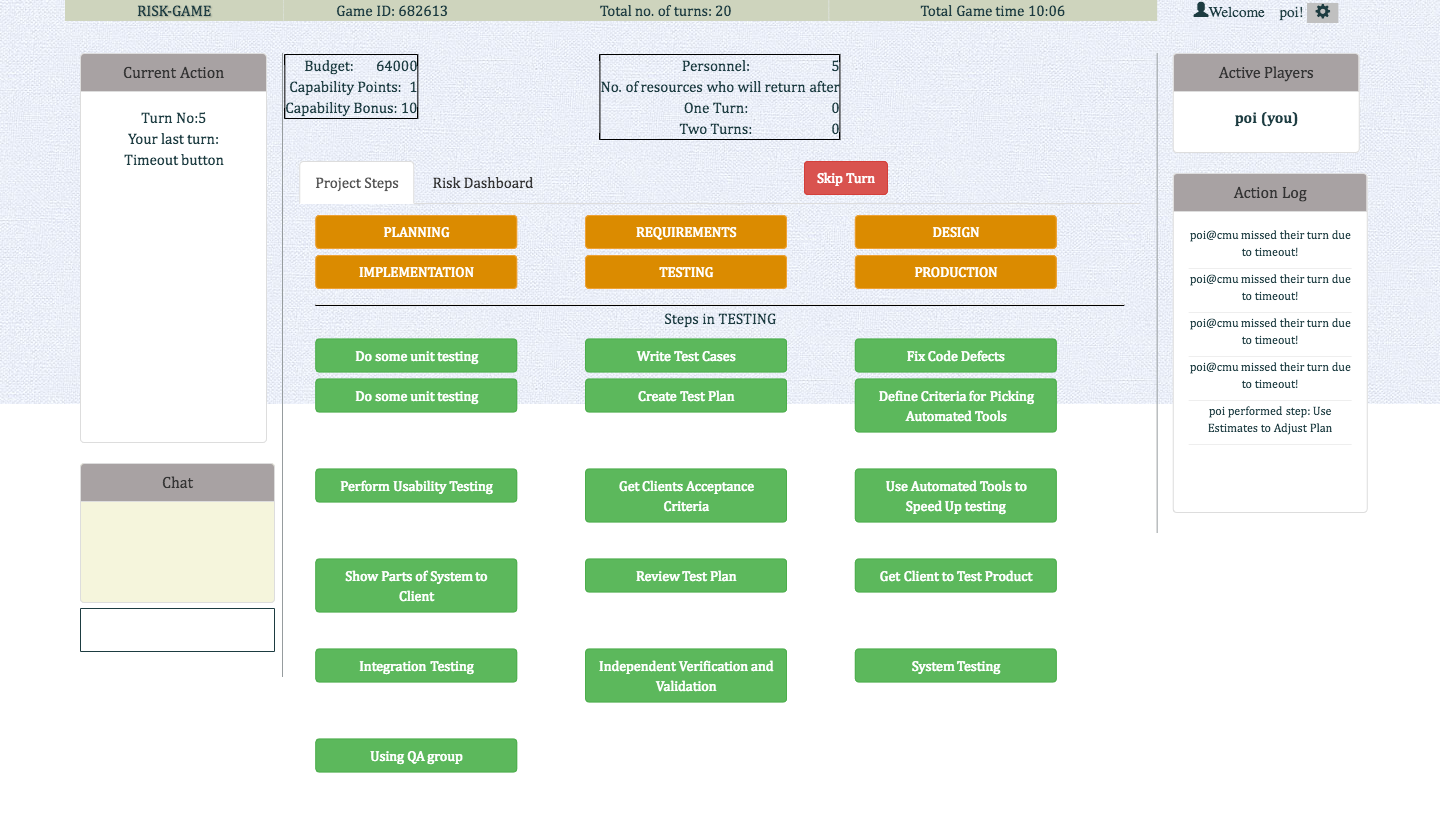 RISK-GAME
Game ID: 682613
Total no. of turns: 20
Total Game time 10:06
Welcome poi!
Current Action
Turn No:5
Your last turn:
Timeout button
Budget: 64000
Capability Points: 1
Capability Bonus: 10
Personnel: 5
No. of resources who will return after
One Turn: 0
Two Turns: 0
Project Steps
Risk Dashboard
Skip Turn
PLANNING
REQUIREMENTS
DESIGN
IMPLEMENTATION
TESTING
PRODUCTION
Steps in TESTING
Do some unit testing
Write Test Cases
Fix Code Defects
Do some unit testing
Create Test Plan
Define Criteria for Picking
Automated Tools
Perform Usability Testing
Get Clients Acceptance
Criteria
Use Automated Tools to
Speed Up testing
Show Parts of System to
Client
Review Test Plan
Get Client to Test Product
Integration Testing
Independent Verification and
Validation
System Testing
Using QA group
Chat
Active Players
poi (you)
Action Log
poi@cmu missed their turn due
to timeout!
poi@cmu missed their turn due
to timeout!
poi@cmu missed their turn due
to timeout!
poi@cmu missed their turn due
to timeout!
poi performed step: Use
Estimates to Adjust Plan